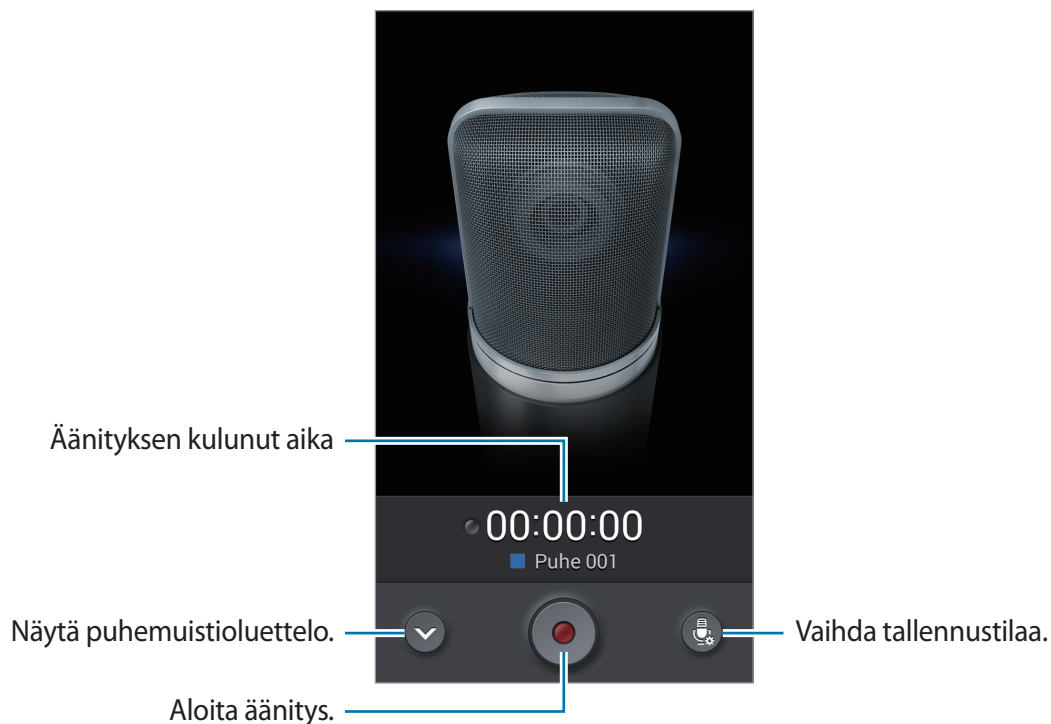 Äänityksen kulunut aika
00:00:00
Puhe 001
Näytä puhemuistioluettelo.
Vaihda tallennustilaa.
Aloita äänitys.